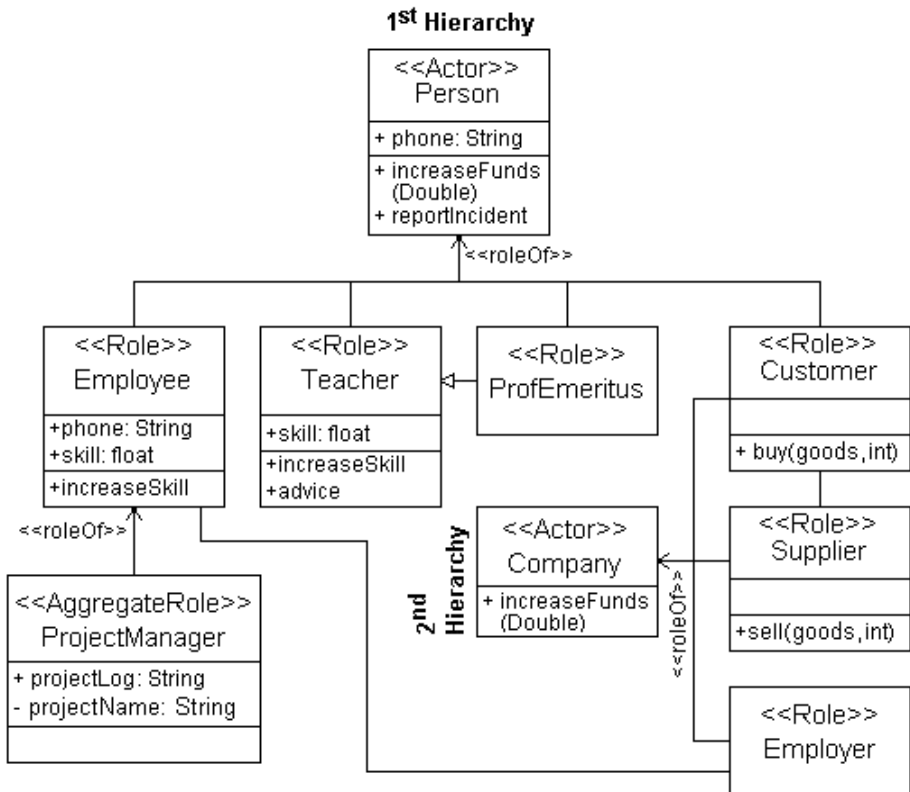 1st Hierarchy
<<Actor>>
Person
+ phone: String
+ increaseFunds
(Double)
+ reportIncident
<<roleOf>>
<<Role>>
Employee
+phone: String
+skill: float
+increaseSkill
<<Role>>
Teacher
+skill: float
+increaseSkill
+advice
<<Role>>
ProfEmeritus
<<Role>>
Customer
+ buy(goods,int)
<<roleOf>>
<<AggregateRole>>
ProjectManager
+ projectLog: String
- projectName: String
2nd
Hierarchy
<<Actor>>
Company
+ increaseFunds
(Double)
<<roleOf>>
<<Role>>
Supplier
+sell(goods,int)
<<Role>>
Employer